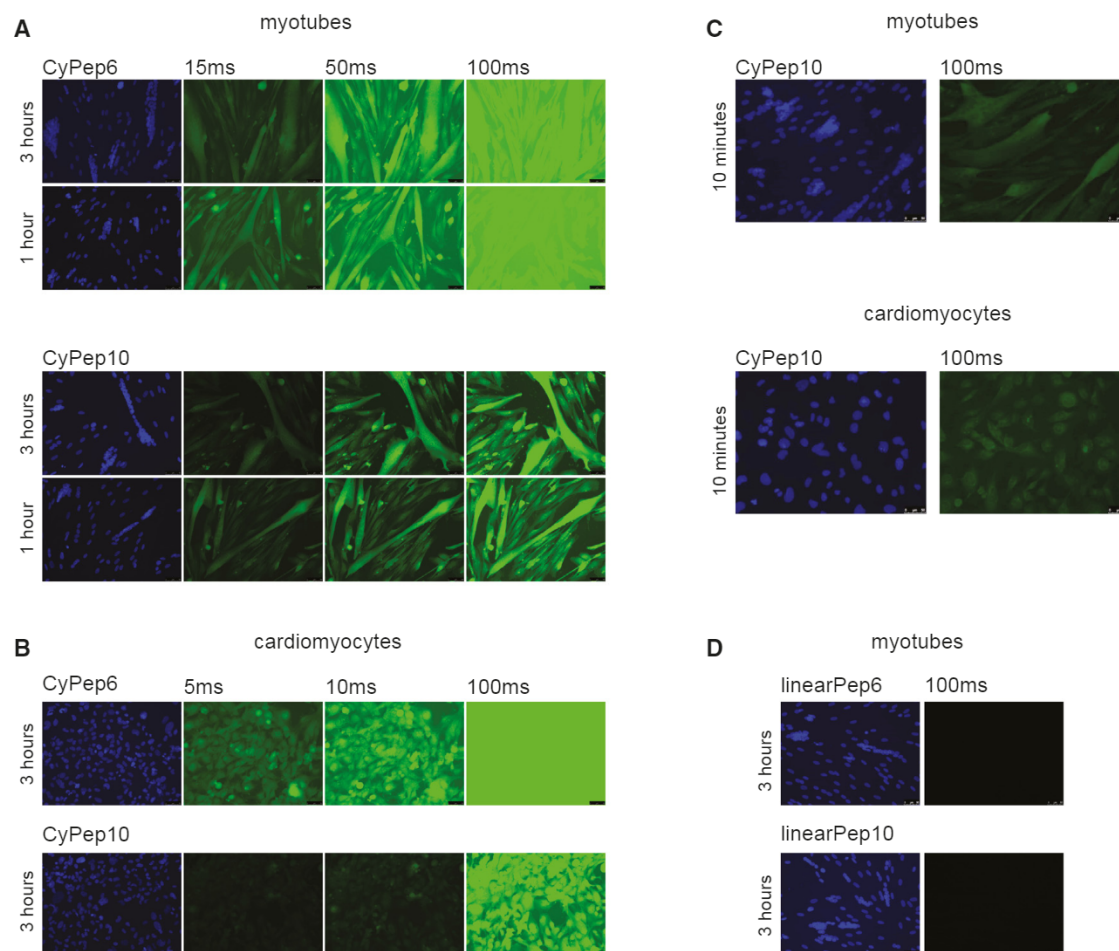 A
myotubes
CyPep6 15ms 50ms 100ms
3 hours
1 hour
CyPep10
3 hours
1 hour
B
cardiomyocytes
CyPep6 5ms 10ms 100ms
3 hours
CyPep10
3 hours
C
myotubes
CyPep10 100ms
10 minutes
cardiomyocytes
CyPep10 100ms
10 minutes
D
myotubes
linearPep6 100ms
3 hours
linearPep10
3 hours